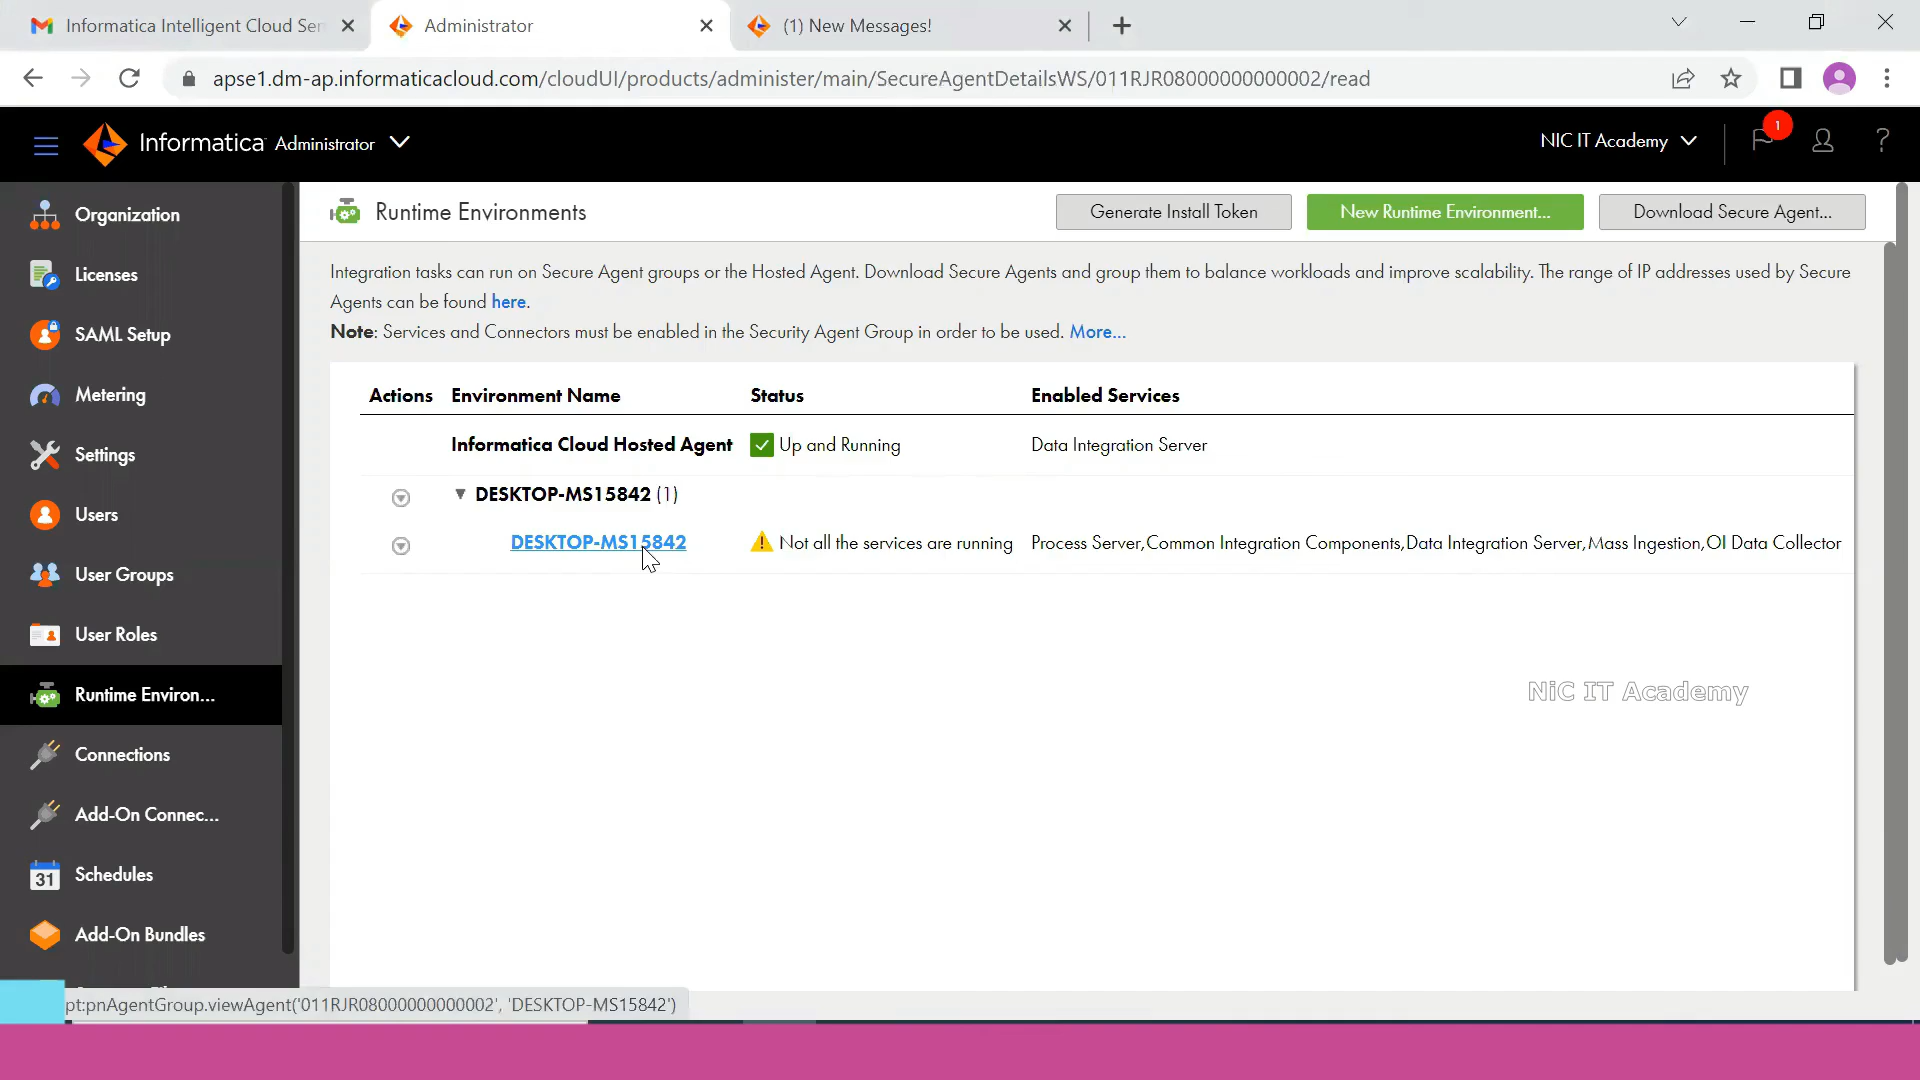 Informatica Intelligent Cloud Ser
Administrator
(1) New Messages!
apse1.dm-ap.informaticacloud.com/cloudUI/products/administer/main/SecureAgentDetailsWS/011RJR08000000000002/read
Informatica Administrator
NIC IT Academy
1
?
Organization
Licenses
SAML Setup
Metering
Settings
Users
User Groups
User Roles
Runtime Environ...
Connections
Add-On Connec...
31 Schedules
Add-On Bundles
Runtime Environments
Generate Install Token
New Runtime Environment...
Download Secure Agent...
Integration tasks can run on Secure Agent groups or the Hosted Agent. Download Secure Agents and group them to balance workloads and improve scalability. The range of IP addresses used by Secure
Agents can be found here.
Note: Services and Connectors must be enabled in the Security Agent Group in order to be used. More...
Actions Environment Name Status Enabled Services
Informatica Cloud Hosted Agent Up and Running Data Integration Server
DESKTOP-MS15842 (1)
DESKTOP-MS15842 Not all the services are running Process Server,Common Integration Components,Data Integration Server,Mass Ingestion,OI Data Collector
NiC IT Academy
pt:pnAgentGroup.viewAgent('011RJR08000000000002', 'DESKTOP-MS15842')